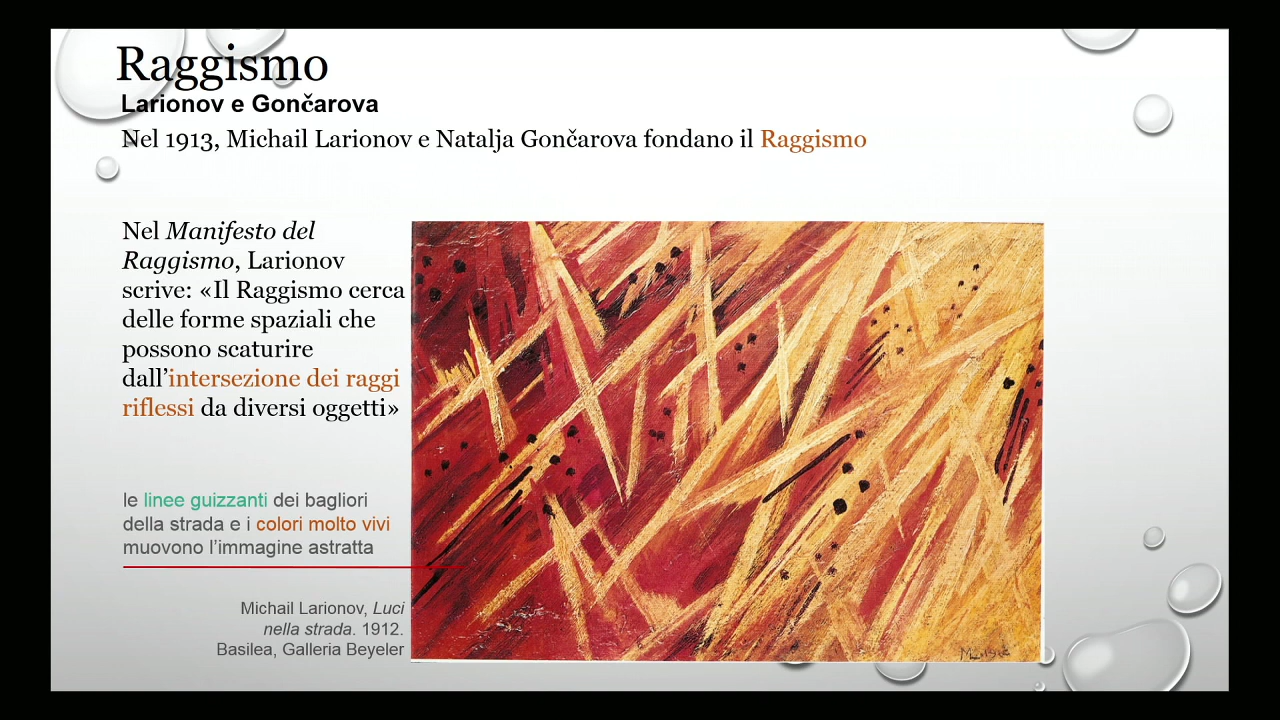 Raggismo
Larionov e Gončarova
Nel 1913, Michail Larionov e Natalja Gončarova fondano il Raggismo
Nel Manifesto del
Raggismo, Larionov
scrive: «Il Raggismo cerca
delle forme spaziali che
possono scaturire
dall’intersezione dei raggi
riflessi da diversi oggetti»
le linee guizzanti dei bagliori
della strada e i colori molto vivi
muovono l’immagine astratta
Michail Larionov, Luci
nella strada. 1912.
Basilea, Galleria Beyeler